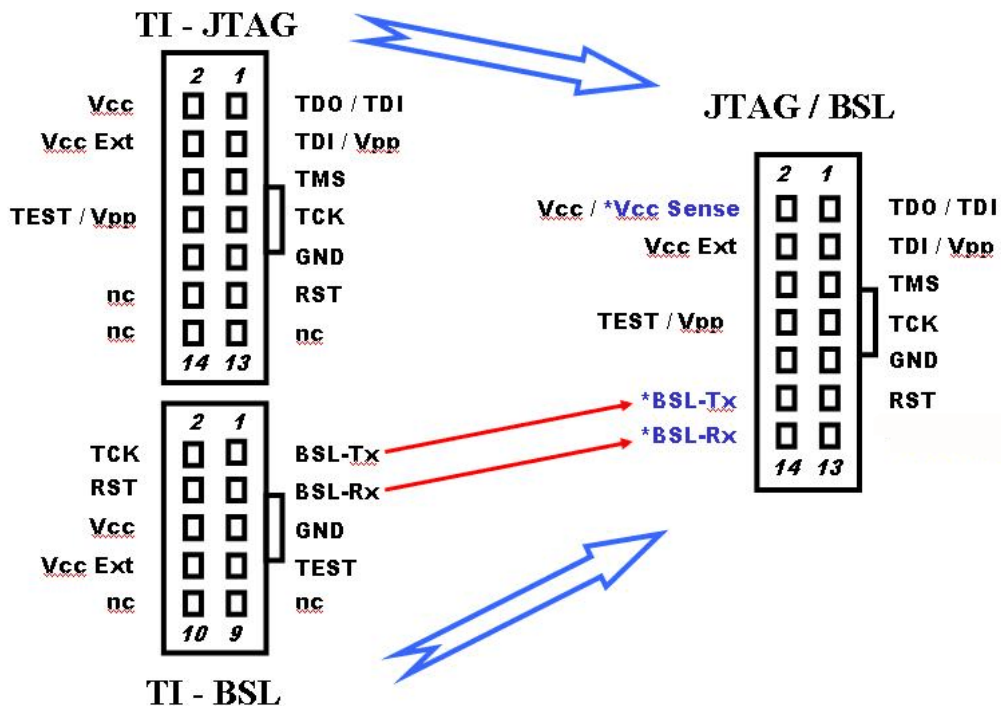 TI - JTAG
2 1
Vcc TDO / TDI
Vcc Ext TDI / Vpp
TMS
TEST / Vpp TCK
GND
nc RST
nc nc
14 13
JTAG / BSL
2 1
Vcc / *Vcc Sense TDO / TDI
Vcc Ext TDI / Vpp
TMS
TEST / Vpp TCK
GND
*BSL-Tx RST
*BSL-Rx
14 13
2 1
TCK BSL-Tx
RST BSL-Rx
Vcc GND
Vcc Ext TEST
nc nc
10 9
TI - BSL